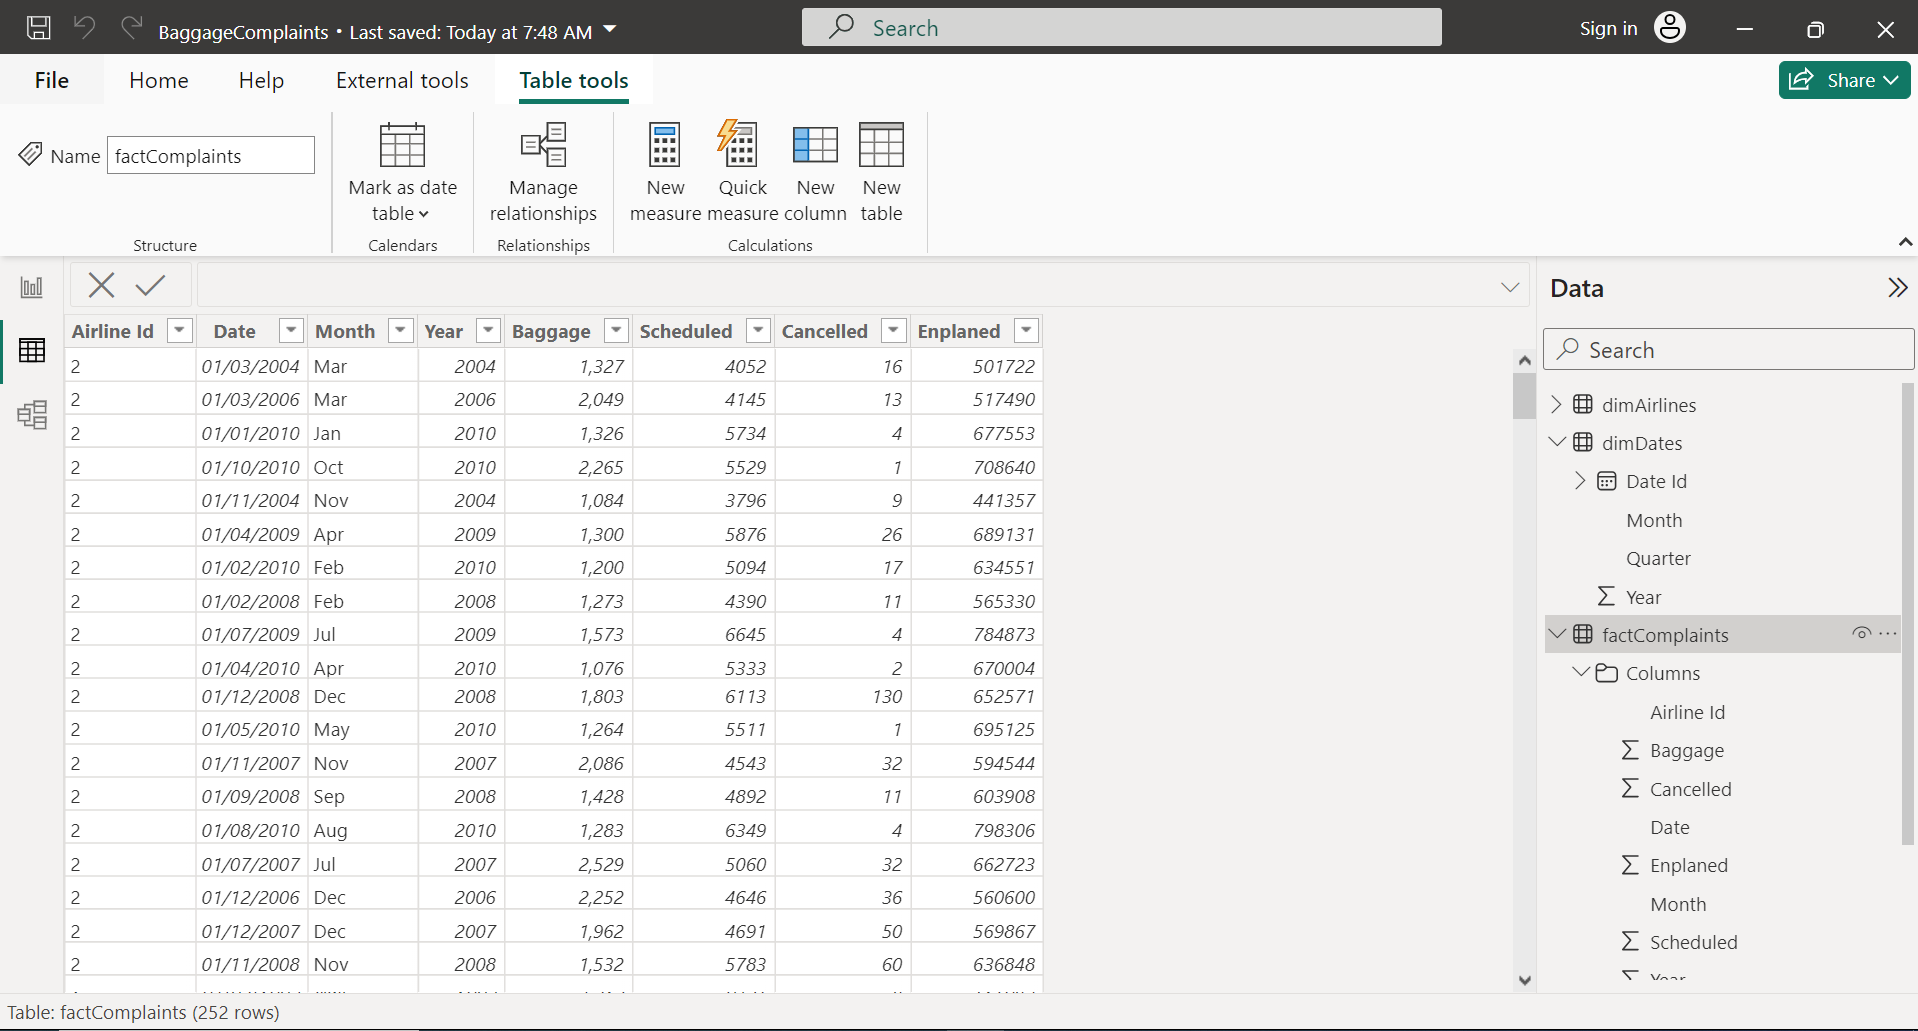 BaggageComplaints • Last saved: Today at 7:48 AM
Search
Sign in
File Home Help External tools Table tools
Share
Name factComplaints
Mark as date table
Manage relationships
New measure
Quick measure
New column
New table
Structure Calendars Relationships Calculations
Airline Id Date Month Year Baggage Scheduled Cancelled Enplaned
2 01/03/2004 Mar 2004 1,327 4052 16 501722
2 01/03/2006 Mar 2006 2,049 4145 13 517490
2 01/01/2010 Jan 2010 1,326 5734 4 677553
2 01/10/2010 Oct 2010 2,265 5529 1 708640
2 01/11/2004 Nov 2004 1,084 3796 9 441357
2 01/04/2009 Apr 2009 1,300 5876 26 689131
2 01/02/2010 Feb 2010 1,200 5094 17 634551
2 01/02/2008 Feb 2008 1,273 4390 11 565330
2 01/07/2009 Jul 2009 1,573 6645 4 784873
2 01/04/2010 Apr 2010 1,076 5333 2 670004
2 01/12/2008 Dec 2008 1,803 6113 130 652571
2 01/05/2010 May 2010 1,264 5511 1 695125
2 01/11/2007 Nov 2007 2,086 4543 32 594544
2 01/09/2008 Sep 2008 1,428 4892 11 603908
2 01/08/2010 Aug 2010 1,283 6349 4 798306
2 01/07/2007 Jul 2007 2,529 5060 32 662723
2 01/12/2006 Dec 2006 2,252 4646 36 560600
2 01/12/2007 Dec 2007 1,962 4691 50 569867
2 01/11/2008 Nov 2008 1,532 5783 60 636848
Data
Search
dimAirlines
dimDates
Date Id
Month
Quarter
Year
factComplaints
Columns
Airline Id
Baggage
Cancelled
Date
Enplaned
Month
Scheduled
Year
Table: factComplaints (252 rows)